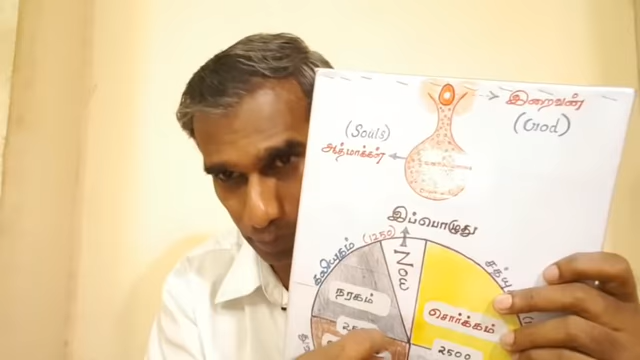 இறைவன்
(God)
(Souls)
ஆத்மாக்கள்
இப்பொழுது
(1250)
Now
கலியுகம்
நரகம்
சொர்க்கம்
2500